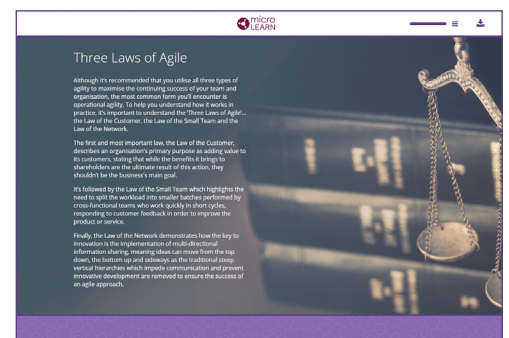 micro
LEARN
Three Laws of Agile
Although it's recommended that you utilise all three types of
agility to maximise the continuing success of your team and
organisation, the most common form you'll encounter is
operational agility. To help you understand how it works in
practice, it's important to understand the 'Three Laws of Agile'...
the Law of the Customer, the Law of the Small Team and the
Law of the Network.
The first and most important law, the Law of the Customer,
describes an organisation's primary purpose as adding value to
its customers, stating that while the benefits it brings to
shareholders are the ultimate result of this action, they
shouldn't be the business's main goal.
It's followed by the Law of the Small Team which highlights the
need to split the workload into smaller batches performed by
cross-functional teams who work quickly in short cycles,
responding to customer feedback in order to improve the
product or service.
Finally, the Law of the Network demonstrates how the key to
innovation is the implementation of multi-directional
information sharing, meaning ideas can move from the top
down, the bottom up and sideways as the traditional steep
vertical hierarchies which impede communication and prevent
innovative development are removed to ensure the success of
an agile approach.